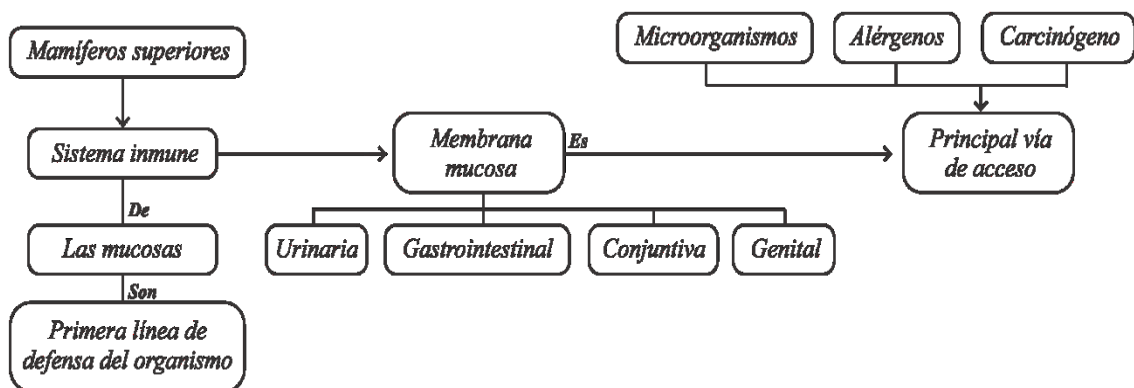 Mamíferos superiores
Microorganismos
Alérgenos
Carcinógeno
Sistema inmune
Membrana
mucosa
Es
Principal vía
de acceso
De
Las mucosas
Urinaria
Gastrointestinal
Conjuntiva
Genital
Son
Primera línea de
defensa del organismo